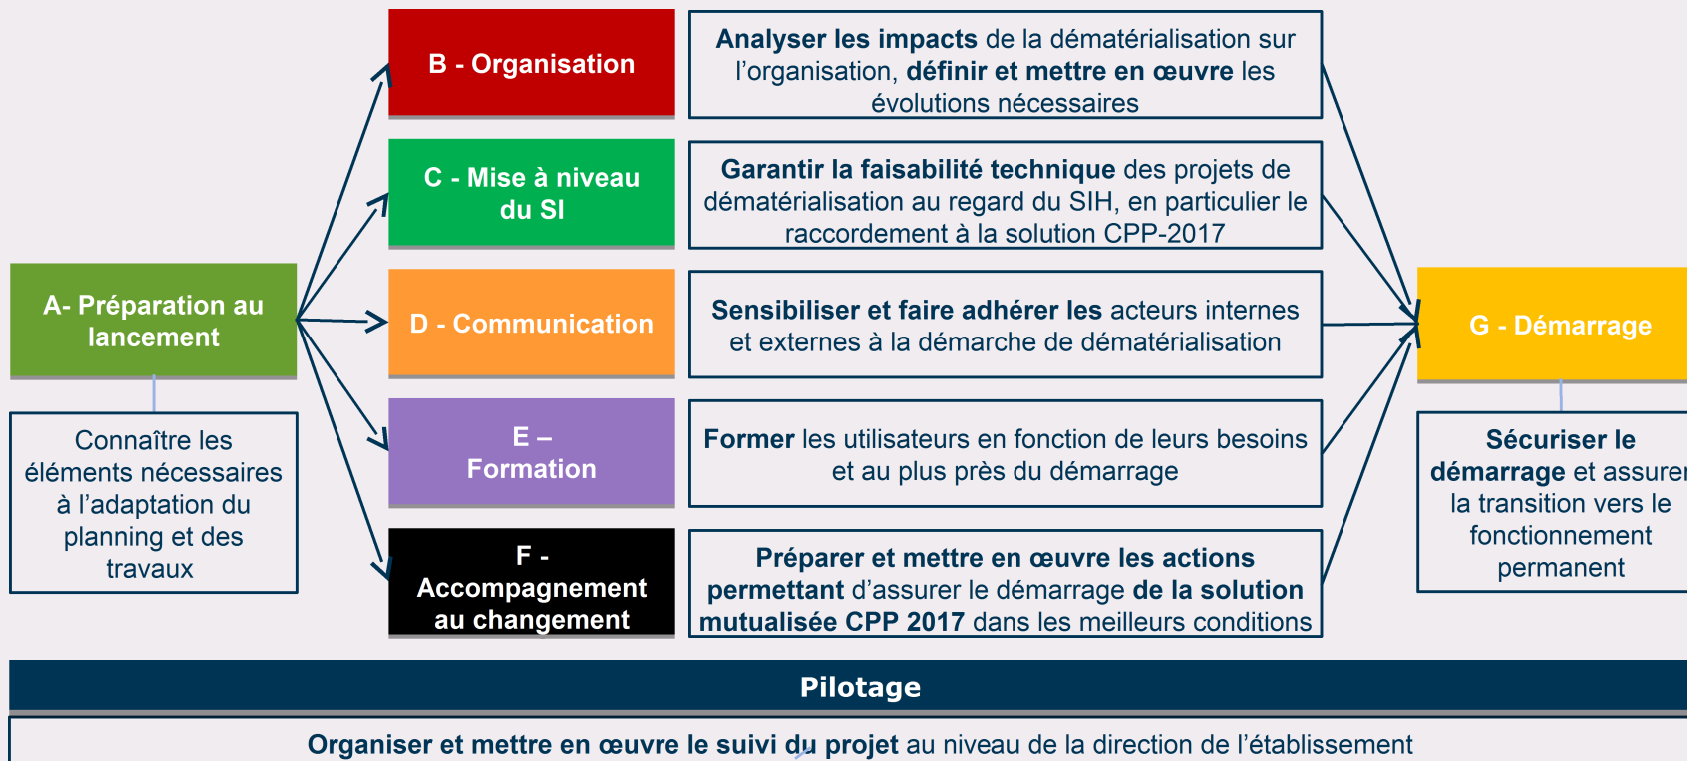 B - Organisation
Analyser les impacts de la dématérialisation sur
l’organisation, définir et mettre en œuvre les
évolutions nécessaires
C - Mise à niveau
du SI
Garantir la faisabilité technique des projets de
dématérialisation au regard du SIH, en particulier le
raccordement à la solution CPP-2017
A- Préparation au
lancement
D - Communication
Sensibiliser et faire adhérer les acteurs internes
et externes à la démarche de dématérialisation
G - Démarrage
Connaître les
éléments nécessaires
à l’adaptation du
planning et des
travaux
E –
Formation
Former les utilisateurs en fonction de leurs besoins
et au plus près du démarrage
Sécuriser le
démarrage et assurer
la transition vers le
fonctionnement
permanent
F -
Accompagnement
au changement
Préparer et mettre en œuvre les actions
permettant d’assurer le démarrage de la solution
mutualisée CPP 2017 dans les meilleurs conditions
Pilotage
Organiser et mettre en œuvre le suivi du projet au niveau de la direction de l’établissement